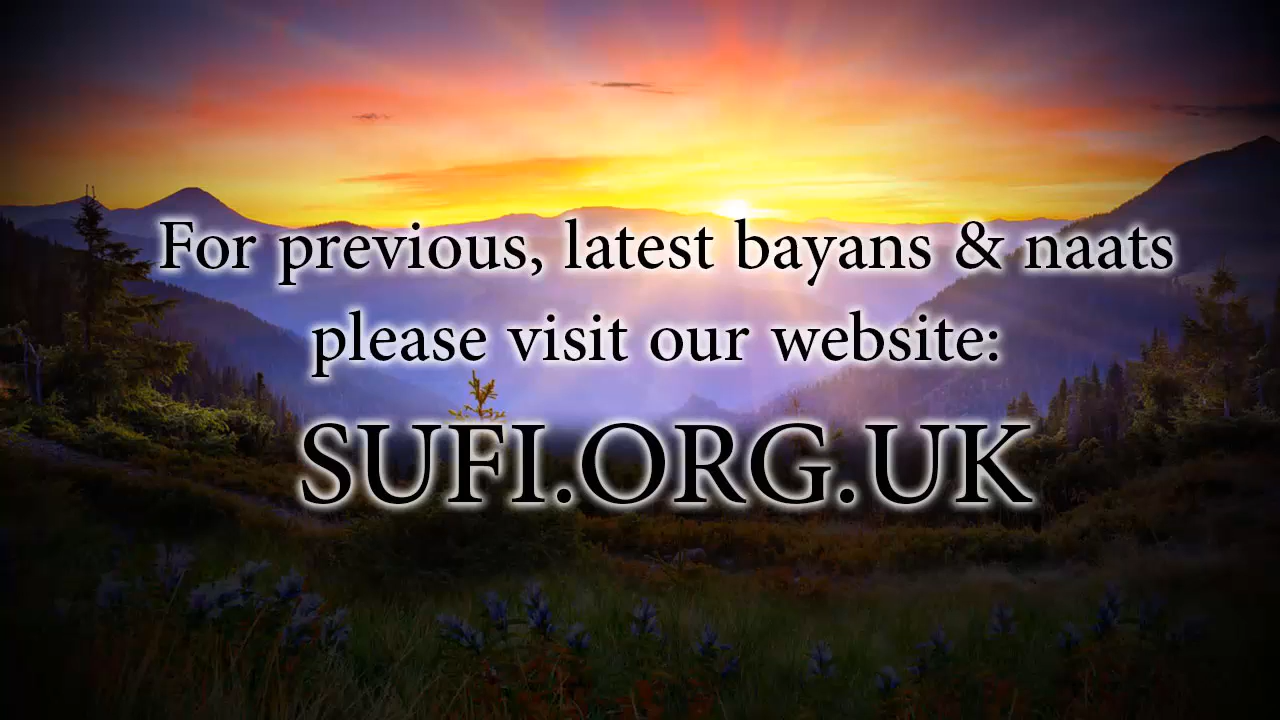 For previous, latest bayans & naats
please visit our website:
SUFI.ORG.UK